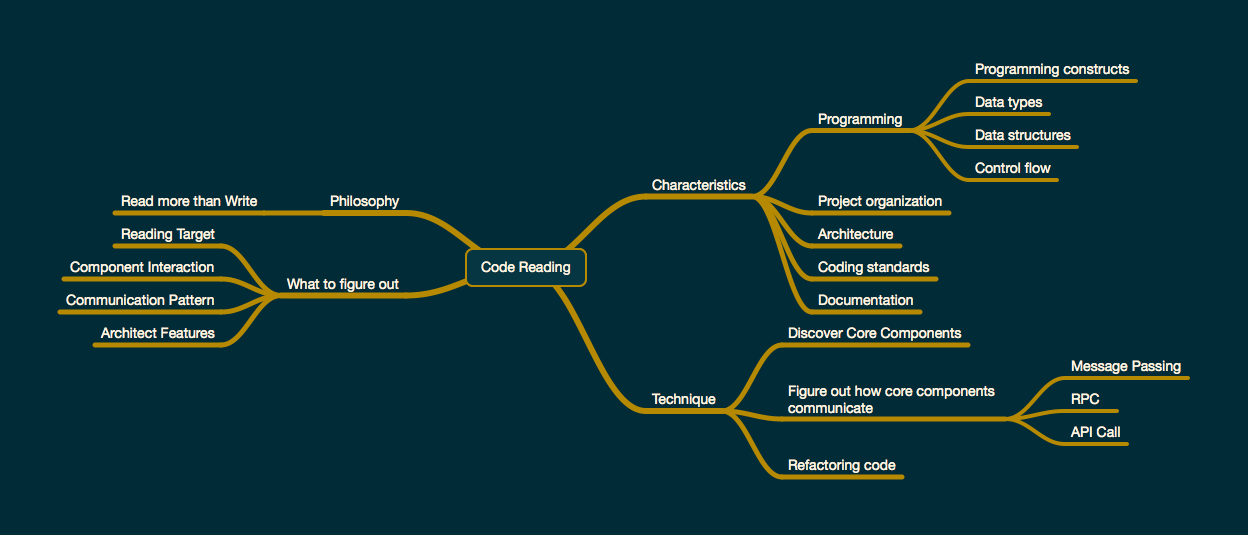 Code Reading
Philosophy
Read more than Write
What to figure out
Reading Target
Component Interaction
Communication Pattern
Architect Features
Characteristics
Programming
Programming constructs
Data types
Data structures
Control flow
Project organization
Architecture
Coding standards
Documentation
Technique
Discover Core Components
Figure out how core components
communicate
Message Passing
RPC
API Call
Refactoring code